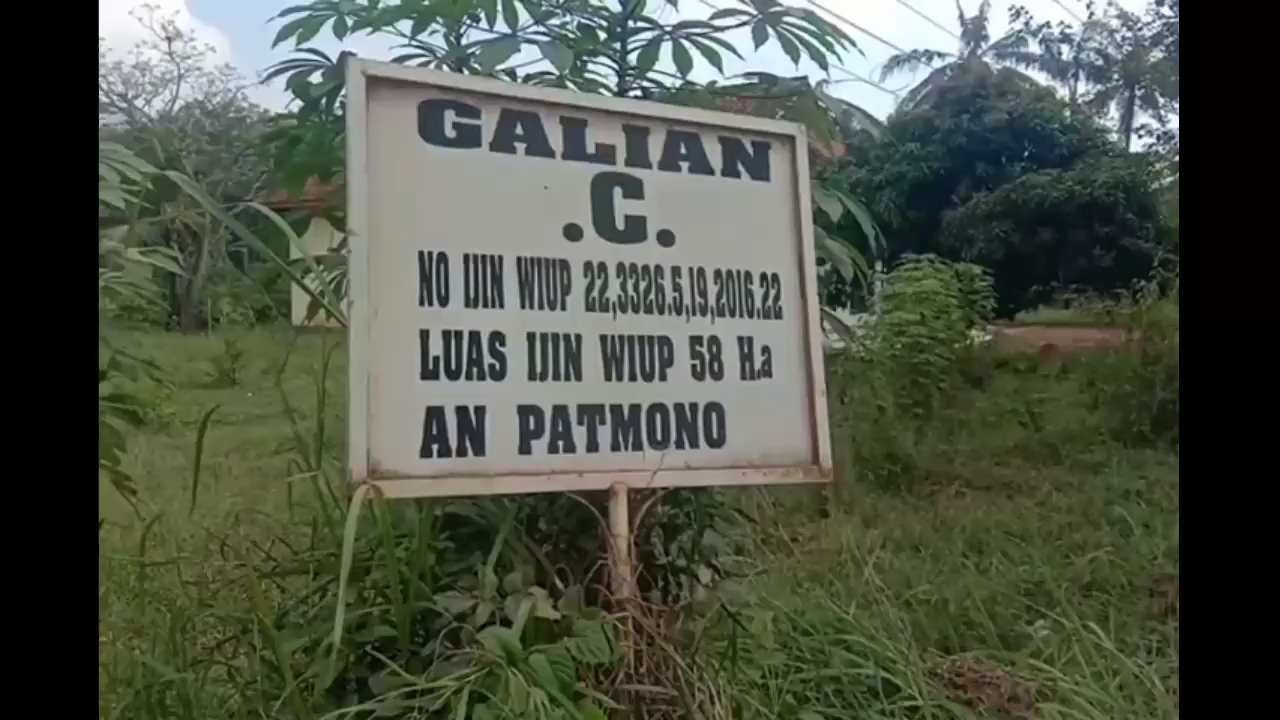 GALIAN
.C.
NO IJIN WIUP 22,3326.5,19,2016.22
LUAS IJIN WIUP 58 H.a
AN PATMONO